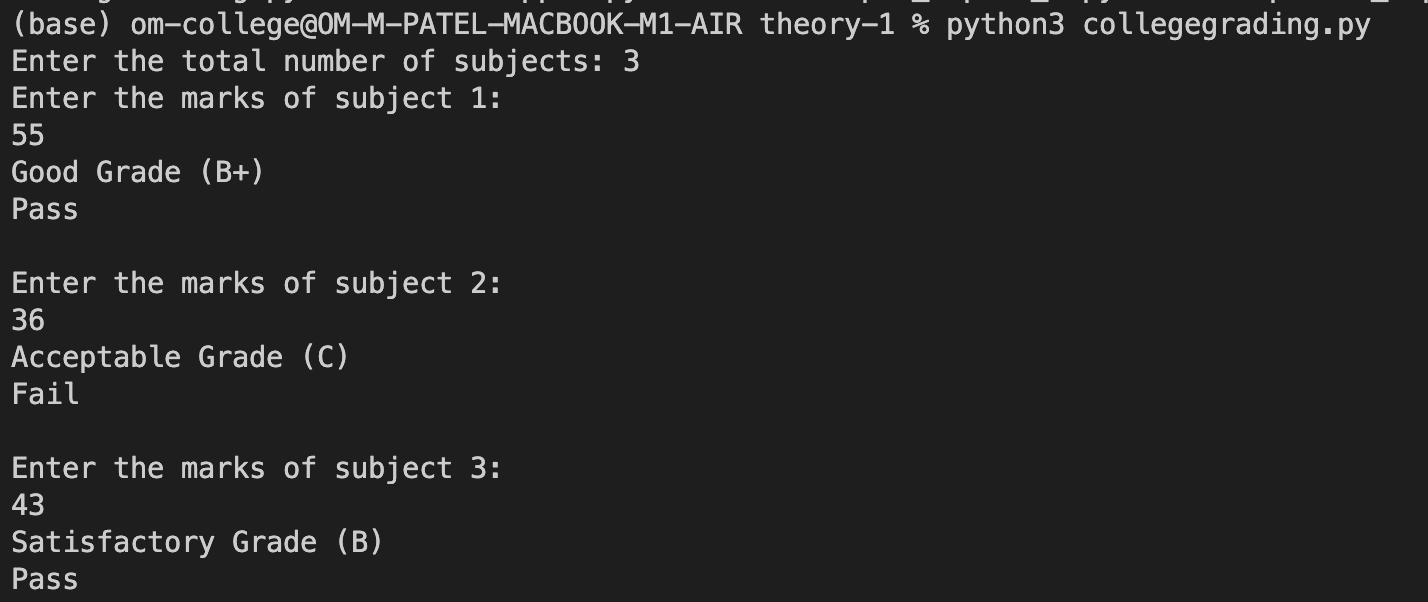 (base) om-college@OM-M-PATEL-MACBOOK-M1-AIR theory-1 % python3 collegegrading.py
Enter the total number of subjects: 3
Enter the marks of subject 1:
55
Good Grade (B+)
Pass
Enter the marks of subject 2:
36
Acceptable Grade (C)
Fail
Enter the marks of subject 3:
43
Satisfactory Grade (B)
Pass